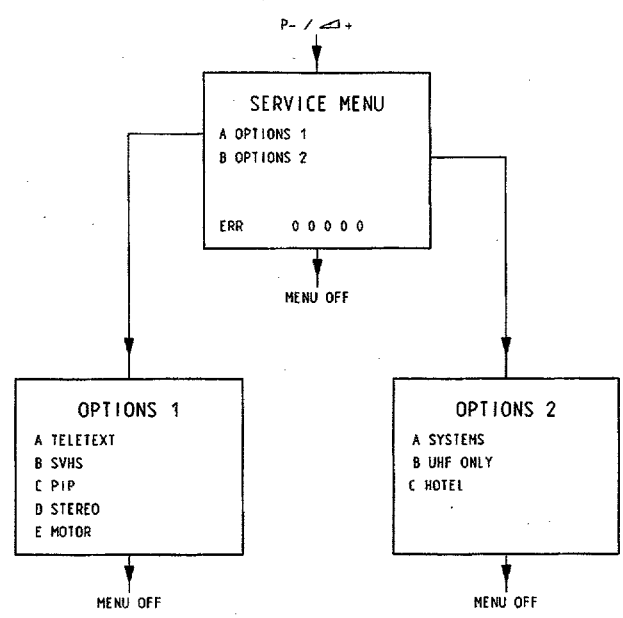 P- / ⊿ +
SERVICE MENU
A OPTIONS 1
B OPTIONS 2
ERR 0 0 0 0 0
MENU OFF
OPTIONS 1
A TELETEXT
B SVHS
C PIP
D STEREO
E MOTOR
MENU OFF
OPTIONS 2
A SYSTEMS
B UHF ONLY
C HOTEL
MENU OFF